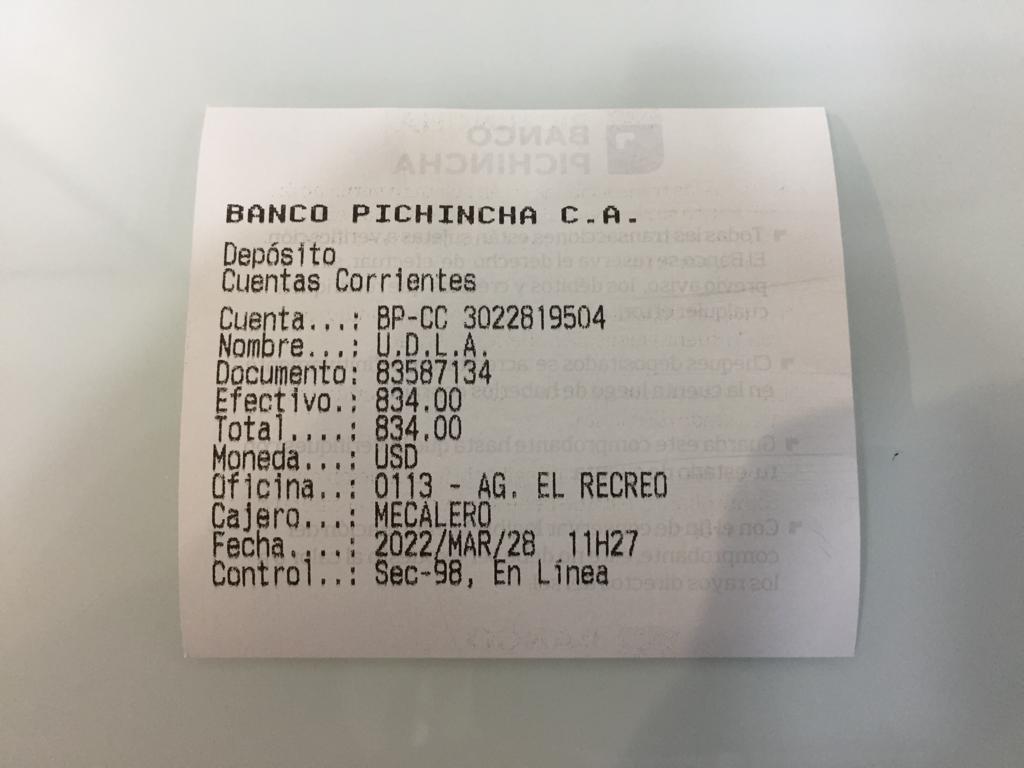 BANCO PICHINCHA C.A.
Depósito
Cuentas Corrientes
Cuenta...: BP-CC 3022819504
Nombre...: U.D.L.A.
Documento: 83587134
Efectivo.: 834.00
Total....: 834.00
Moneda...: USD
Oficina..: 0113 - AG. EL RECREO
Cajero...: MECALERO
Fecha....: 2022/MAR/28 11H27
Control..: Sec-98, En Línea